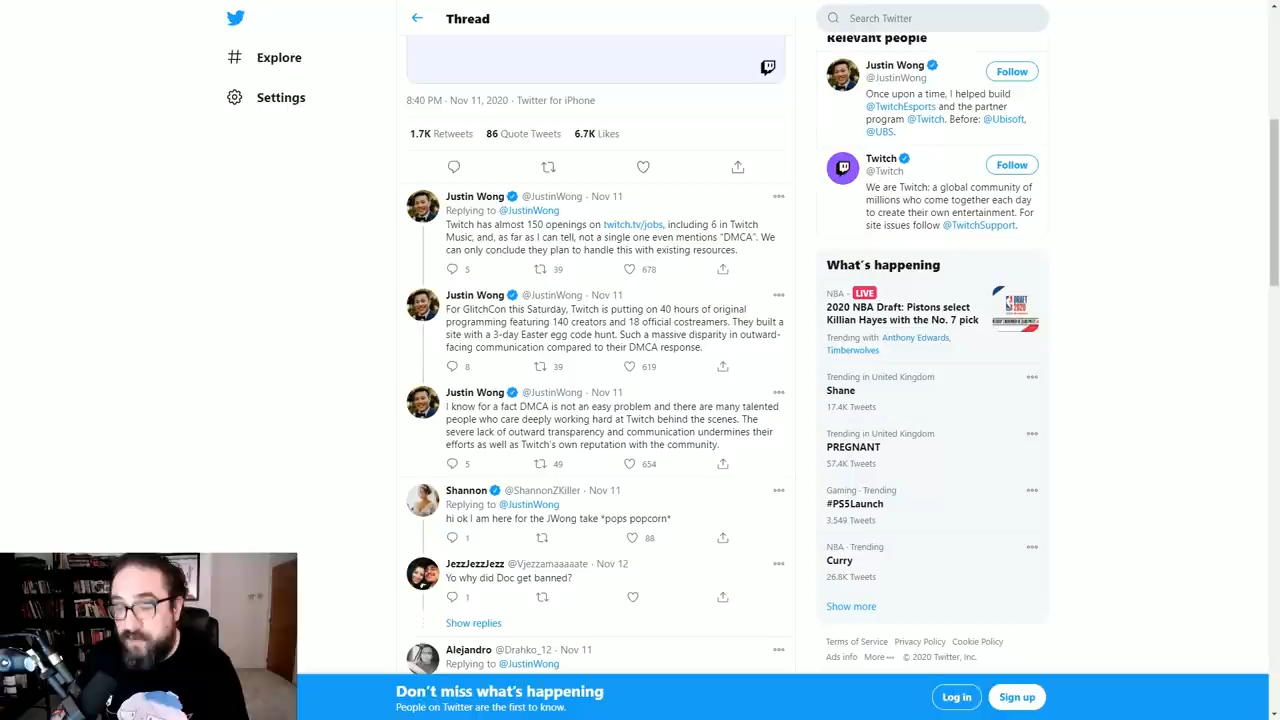 Explore
Settings
Thread
8:40 PM · Nov 11, 2020 · Twitter for iPhone
1.7K Retweets 86 Quote Tweets 6.7K Likes
Justin Wong @JustinWong · Nov 11
Replying to @JustinWong
Twitch has almost 150 openings on twitch.tv/jobs, including 6 in Twitch
Music, and, as far as I can tell, not a single one even mentions "DMCA". We
can only conclude they plan to handle this with existing resources.
5 39 678
Justin Wong @JustinWong · Nov 11
For GlitchCon this Saturday, Twitch is putting on 40 hours of original
programming featuring 140 creators and 18 official costreamers. They built a
site with a 3-day Easter egg code hunt. Such a massive disparity in outward-
facing communication compared to their DMCA response.
8 39 619
Justin Wong @JustinWong · Nov 11
I know for a fact DMCA is not an easy problem and there are many talented
people who care deeply working hard at Twitch behind the scenes. The
severe lack of outward transparency and communication undermines their
efforts as well as Twitch's own reputation with the community.
5 49 654
Shannon @ShannonZKiller · Nov 11
Replying to @JustinWong
hi ok I am here for the JWong take *pops popcorn*
1 88
JezzJezzJezz @Vjezzamaaaaate · Nov 12
Yo why did Doc get banned?
1
Show replies
Alejandro @Drahko_12 · Nov 11
Replying to @JustinWong
Search Twitter
Relevant people
Justin Wong
@JustinWong
Follow
Once upon a time, I helped build
@TwitchEsports and the partner
program @Twitch. Before: @Ubisoft,
@UBS.
Twitch
@Twitch
Follow
We are Twitch: a global community of
millions who come together each day
to create their own entertainment. For
site issues follow @TwitchSupport.
What's happening
NBA · LIVE
2020 NBA Draft: Pistons select
Killian Hayes with the No. 7 pick
Trending with Anthony Edwards,
Timberwolves
DRAFT
2020
Trending in United Kingdom
Shane
17.4K Tweets
Trending in United Kingdom
PREGNANT
57.4K Tweets
Gaming · Trending
#PS5Launch
3,549 Tweets
NBA · Trending
Curry
26.8K Tweets
Show more
Terms of Service Privacy Policy Cookie Policy
Ads info More © 2020 Twitter, Inc.
Don't miss what's happening
People on Twitter are the first to know.
Log in
Sign up